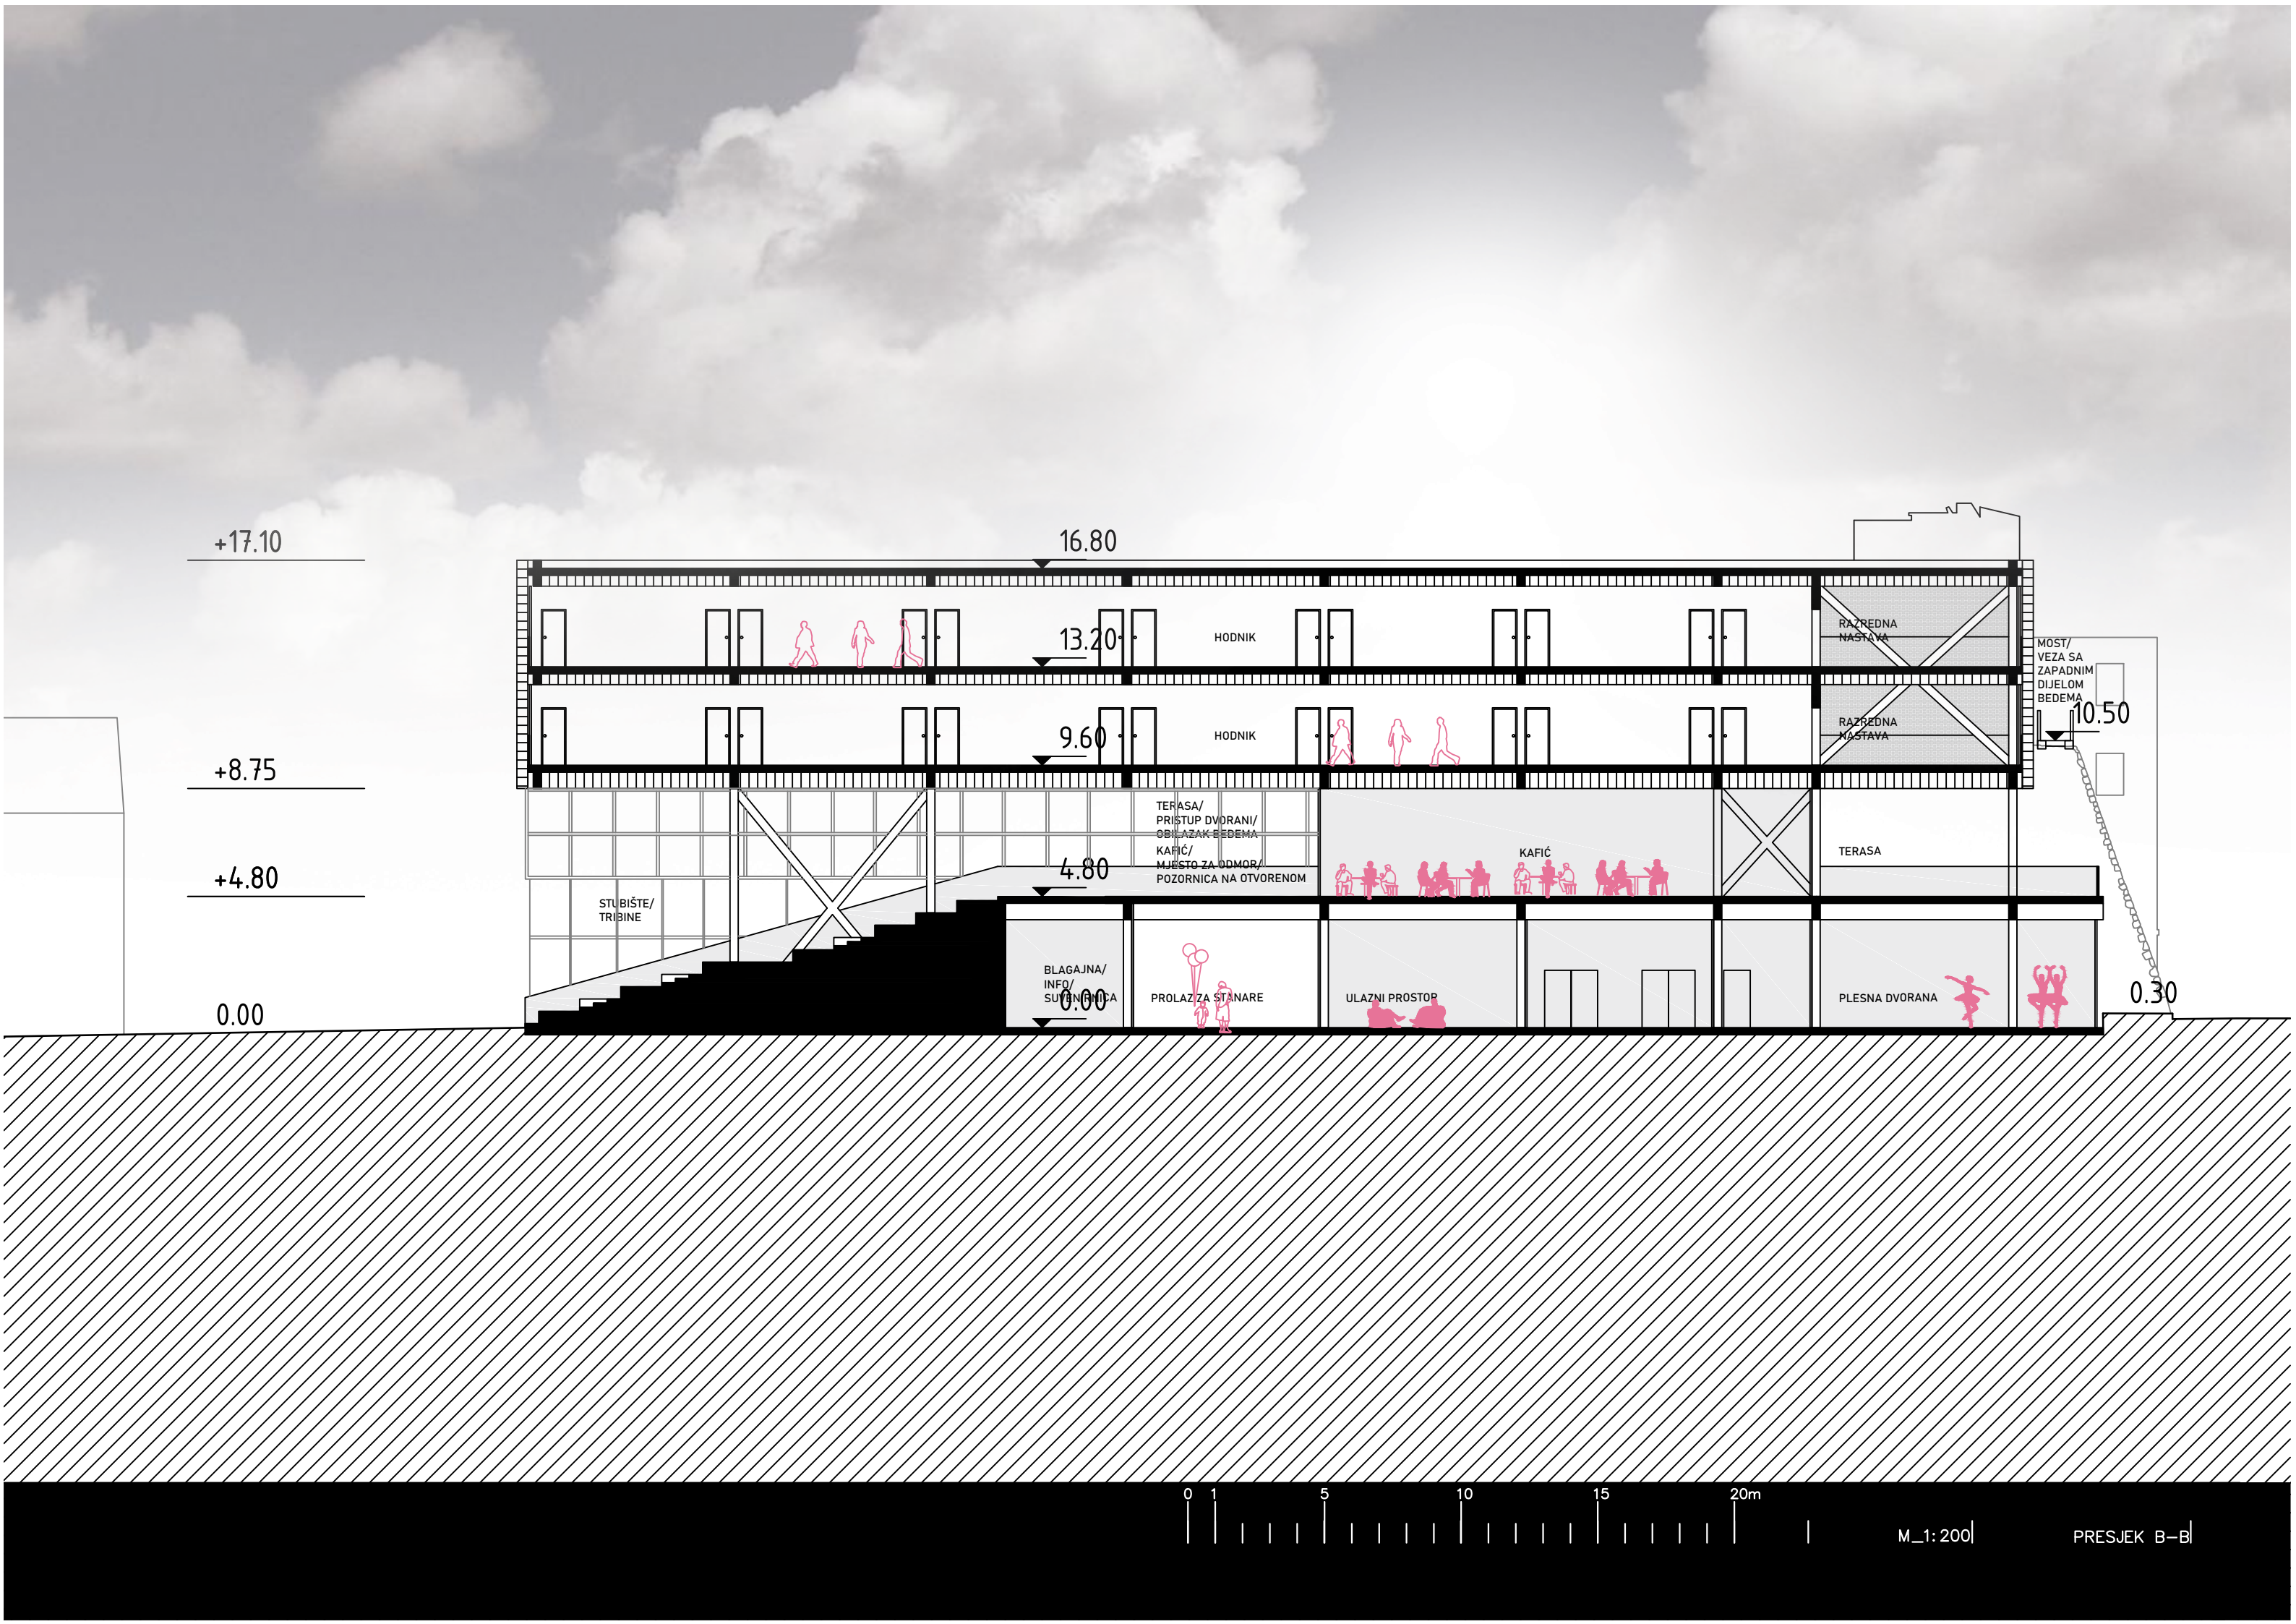 +17.10
16.80
RAZREDNA
NASTAVA
13.20
HODNIK
MOST/
VEZA SA
ZAPADNIM
DIJELOM
BEDEMA
10.50
RAZREDNA
NASTAVA
9.60
HODNIK
+8.75
TERASA/
PRISTUP DVORANI/
OBILAZAK BEDEMA
KAFIĆ/
MJESTO ZA ODMOR/
POZORNICA NA OTVORENOM
KAFIĆ
TERASA
+4.80
4.80
STUBIŠTE/
TRIBINE
BLAGAJNA/
INFO/
SUVENIRNICA
0.00
PROLAZ ZA STANARE
ULAZNI PROSTOR
PLESNA DVORANA
0.30
0.00
0 1 5 10 15 20m
M_1:200
PRESJEK B-B